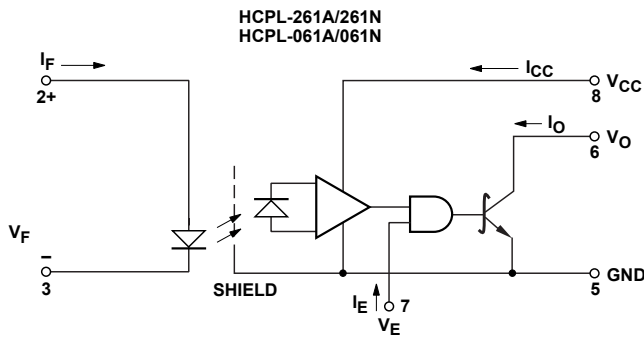 HCPL-261A/261N
HCPL-061A/061N
IF
2+
ICC
8 VCC
IO
6 VO
VF
–
3
SHIELD
IE
7
VE
5 GND